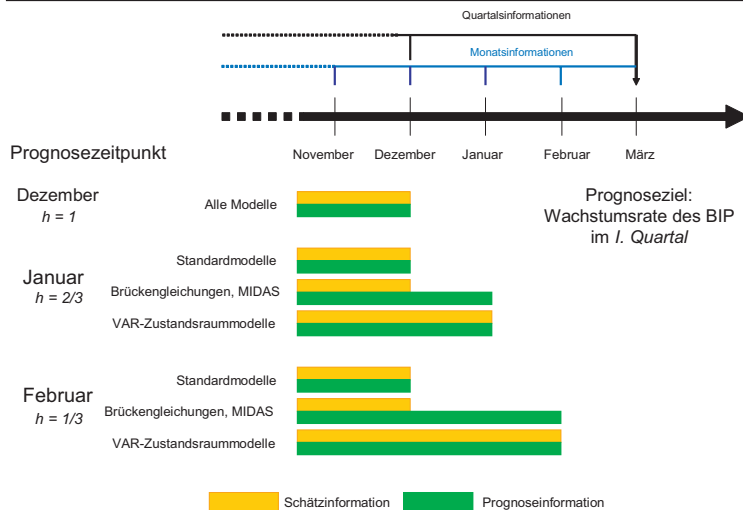 Quartalsinformationen
Monatsinformationen
Prognosezeitpunkt
November Dezember Januar Februar März
Dezember
h = 1
Alle Modelle
Prognoseziel:
Wachstumsrate des BIP
im I. Quartal
Januar
h = 2/3
Standardmodelle
Brückengleichungen, MIDAS
VAR-Zustandsraummodelle
Februar
h = 1/3
Standardmodelle
Brückengleichungen, MIDAS
VAR-Zustandsraummodelle
Schätzinformation Prognoseinformation